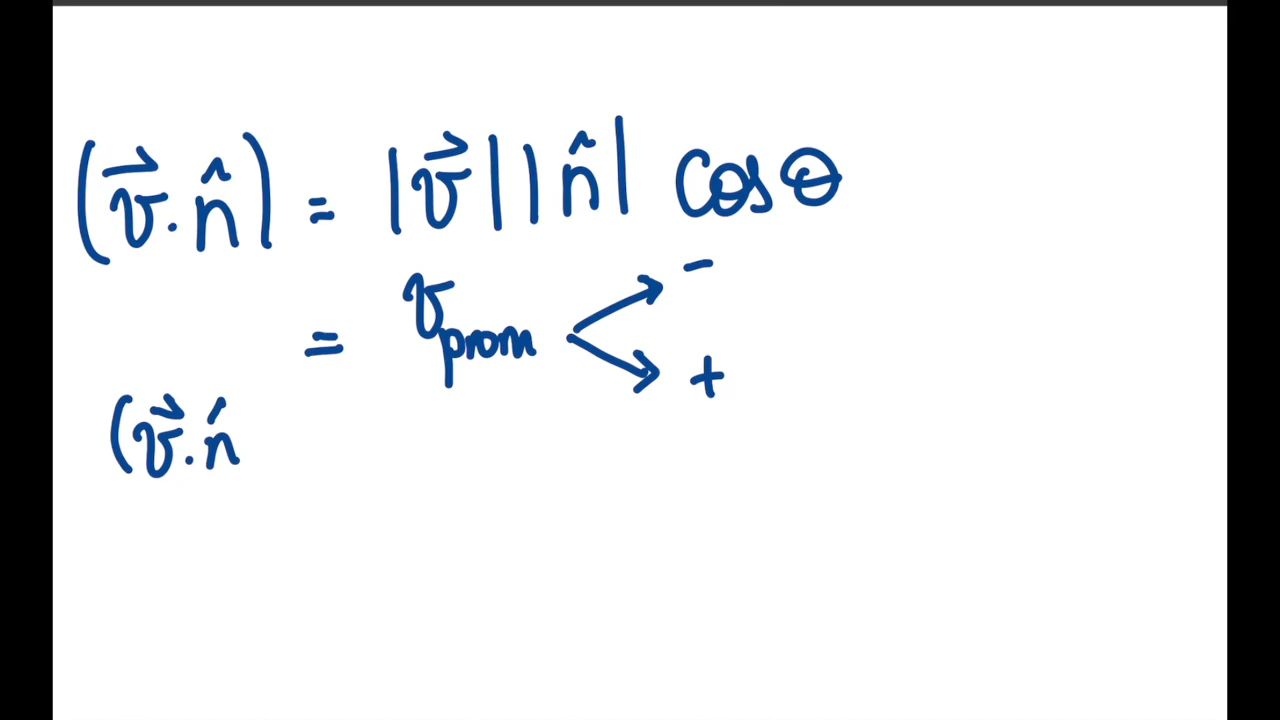 (v⃗.n̂) = |v⃗||n̂| cosθ
= v_prom < -
+
(v⃗.n̂